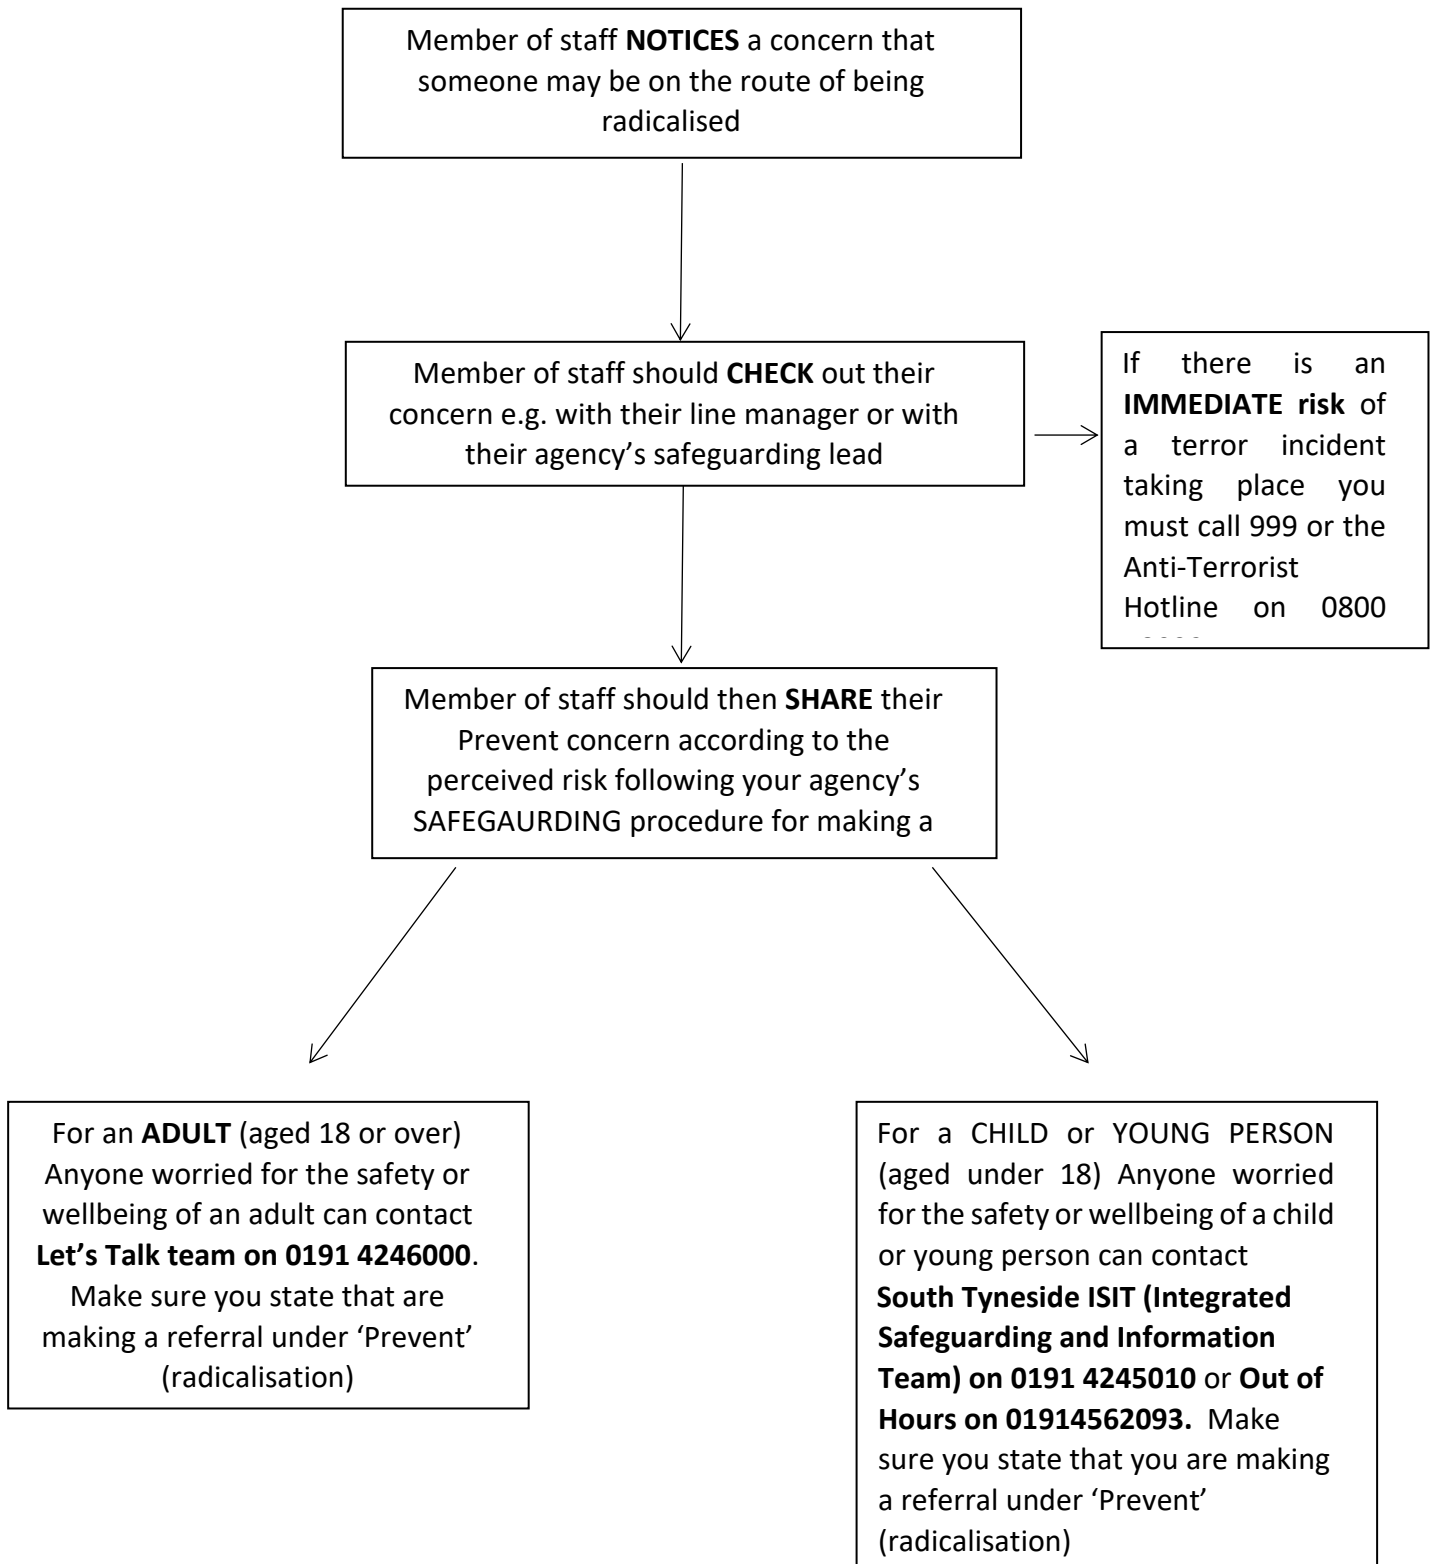 Member of staff NOTICES a concern that
someone may be on the route of being
radicalised
Member of staff should CHECK out their
concern e.g. with their line manager or with
their agency’s safeguarding lead
If there is an
IMMEDIATE risk of
a terror incident
taking place you
must call 999 or the
Anti-Terrorist
Hotline on 0800
Member of staff should then SHARE their
Prevent concern according to the
perceived risk following your agency’s
SAFEGAURDING procedure for making a
For an ADULT (aged 18 or over)
Anyone worried for the safety or
wellbeing of an adult can contact
Let’s Talk team on 0191 4246000.
Make sure you state that are
making a referral under ‘Prevent’
(radicalisation)
For a CHILD or YOUNG PERSON
(aged under 18) Anyone worried
for the safety or wellbeing of a child
or young person can contact
South Tyneside ISIT (Integrated
Safeguarding and Information
Team) on 0191 4245010 or Out of
Hours on 01914562093. Make
sure you state that you are making
a referral under ‘Prevent’
(radicalisation)